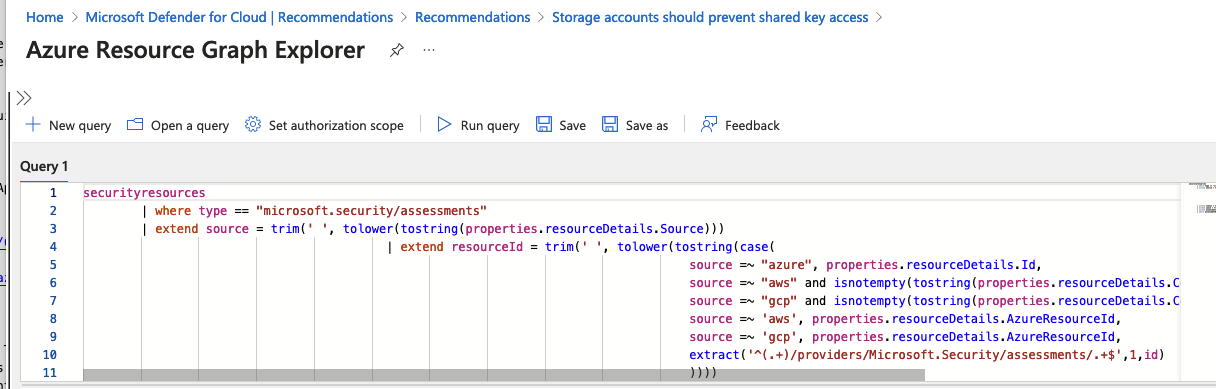 Home > Microsoft Defender for Cloud | Recommendations > Recommendations > Storage accounts should prevent shared key access >
Azure Resource Graph Explorer
New query Open a query Set authorization scope Run query Save Save as Feedback
Query 1
1 securityresources
2 | where type == "microsoft.security/assessments"
3 | extend source = trim(' ', tolower(tostring(properties.resourceDetails.Source)))
4 | extend resourceId = trim(' ', tolower(tostring(case(
5 source =~ "azure", properties.resourceDetails.Id,
6 source =~ "aws" and isnotempty(tostring(properties.resourceDetails.C
7 source =~ "gcp" and isnotempty(tostring(properties.resourceDetails.C
8 source =~ 'aws', properties.resourceDetails.AzureResourceId,
9 source =~ 'gcp', properties.resourceDetails.AzureResourceId,
10 extract('^(.+)/providers/Microsoft.Security/assessments/.+$',1,id)
11 ))))